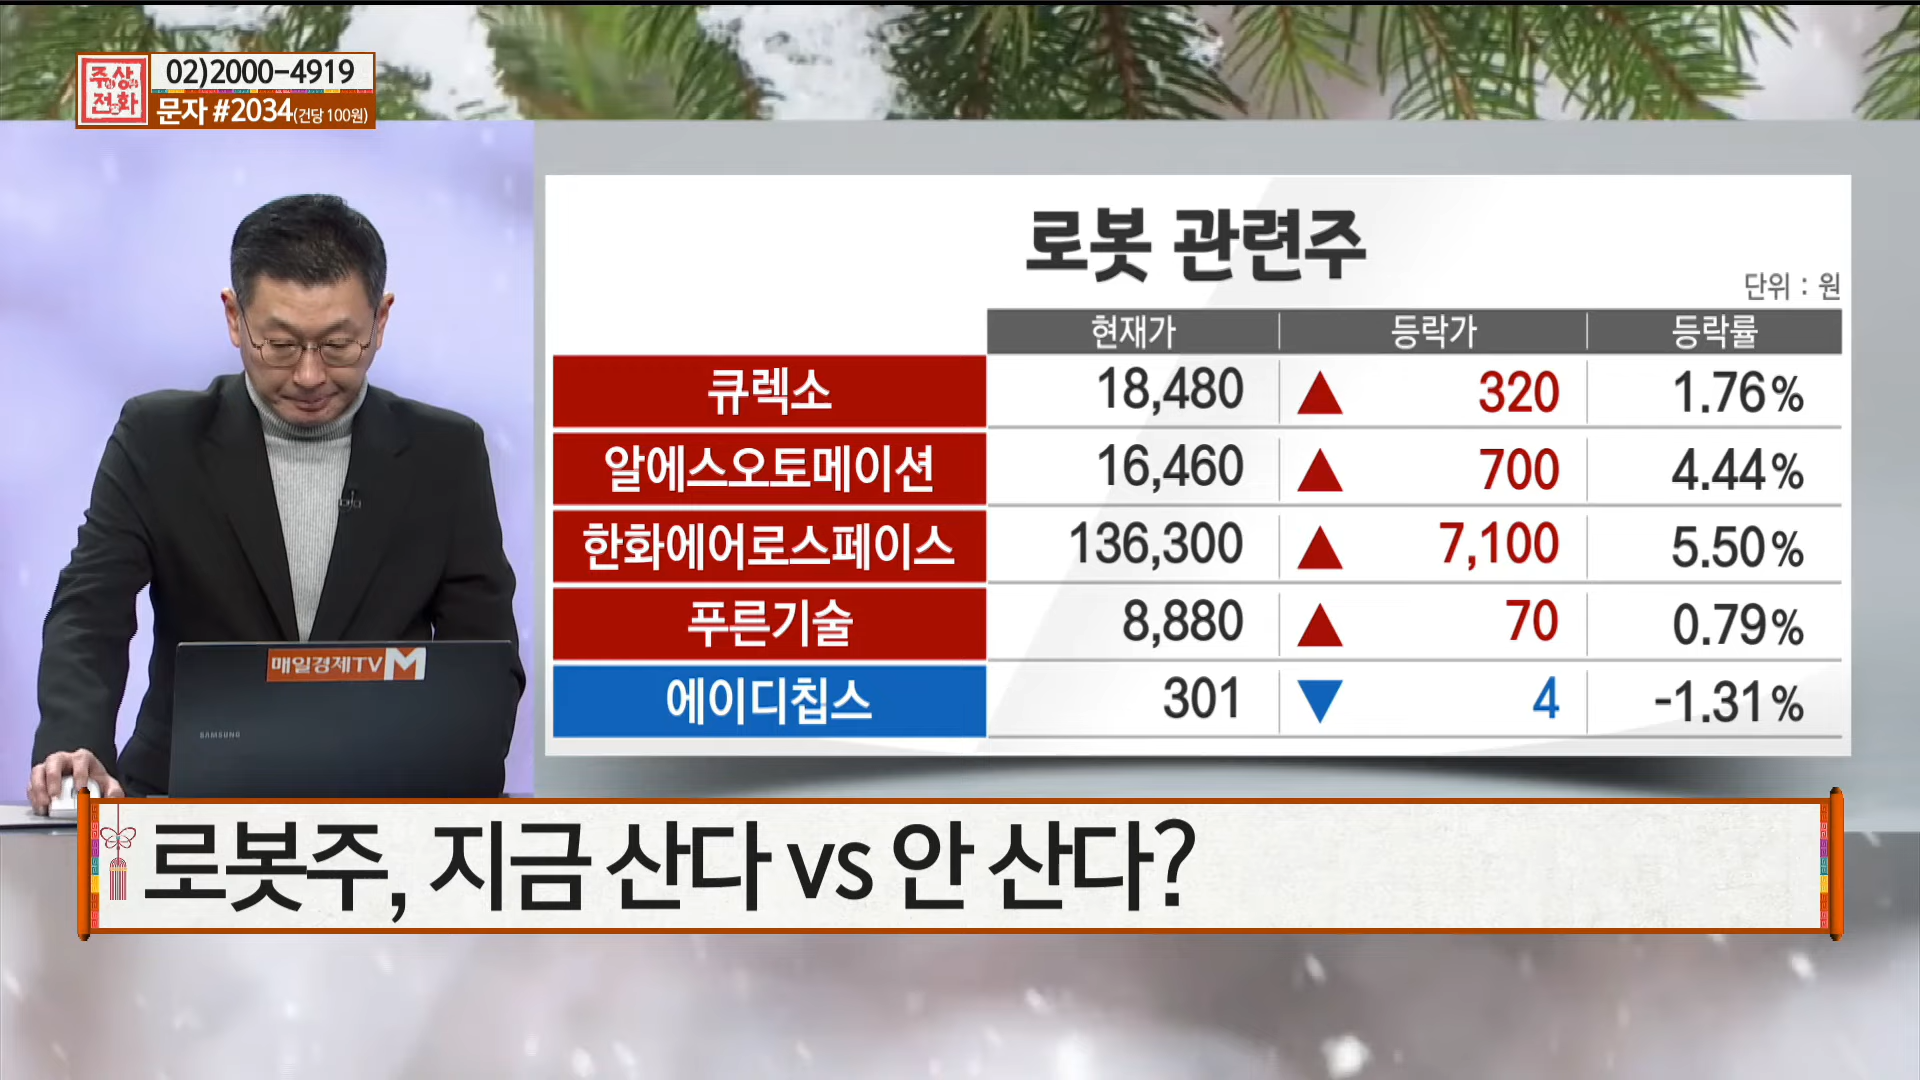 주상
전화
02)2000-4919
문자 #2034(건당 100원)
로봇 관련주
단위 : 원
현재가 등락가 등락률
큐렉소 18,480 ▲ 320 1.76%
알에스오토메이션 16,460 ▲ 700 4.44%
한화에어로스페이스 136,300 ▲ 7,100 5.50%
푸른기술 8,880 ▲ 70 0.79%
에이디칩스 301 ▼ 4 -1.31%
매일경제TV M
SAMSUNG
로봇주, 지금 산다 vs 안 산다?